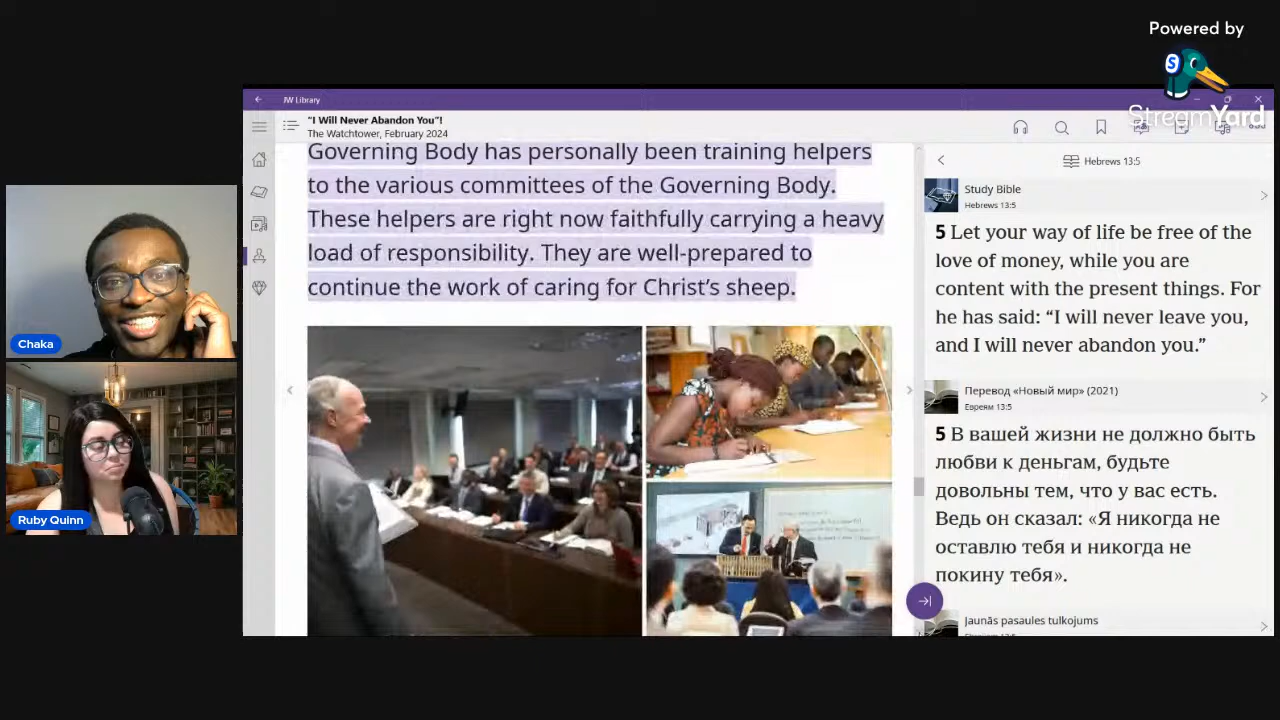 Powered by
StreamYard
JW Library
"I Will Never Abandon You"!
The Watchtower, February 2024
Governing Body has personally been training helpers
to the various committees of the Governing Body.
These helpers are right now faithfully carrying a heavy
load of responsibility. They are well-prepared to
continue the work of caring for Christ's sheep.
Hebrews 13:5
Study Bible
Hebrews 13:5
5 Let your way of life be free of the
love of money, while you are
content with the present things. For
he has said: “I will never leave you,
and I will never abandon you.”
Перевод «Новый мир» (2021)
Евреям 13:5
5 В вашей жизни не должно быть
любви к деньгам, будьте
довольны тем, что у вас есть.
Ведь он сказал: «Я никогда не
оставлю тебя и никогда не
покину тебя».
Jaunās pasaules tulkojums
Chaka
Ruby Quinn